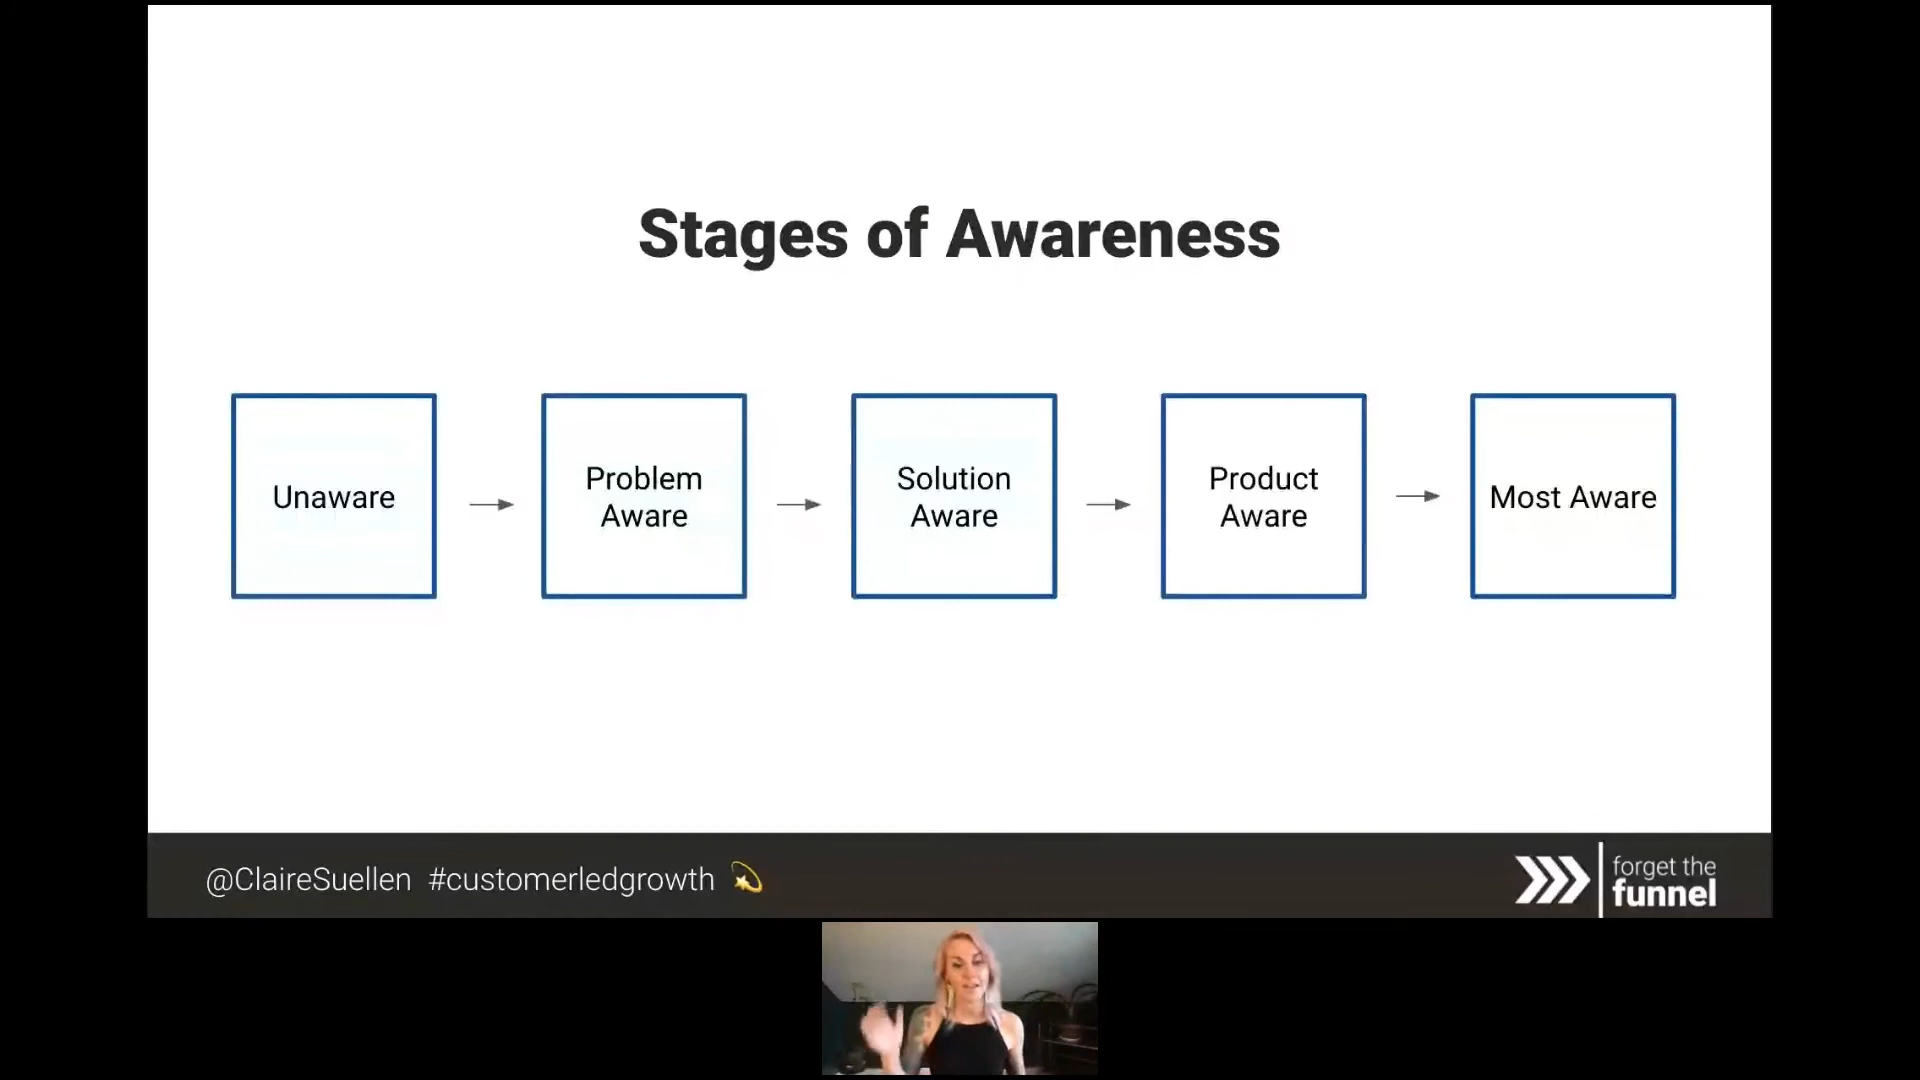 Stages of Awareness
Unaware
Problem
Aware
Solution
Aware
Product
Aware
Most Aware
@ClaireSuellen #customerledgrowth 💫
forget the
funnel